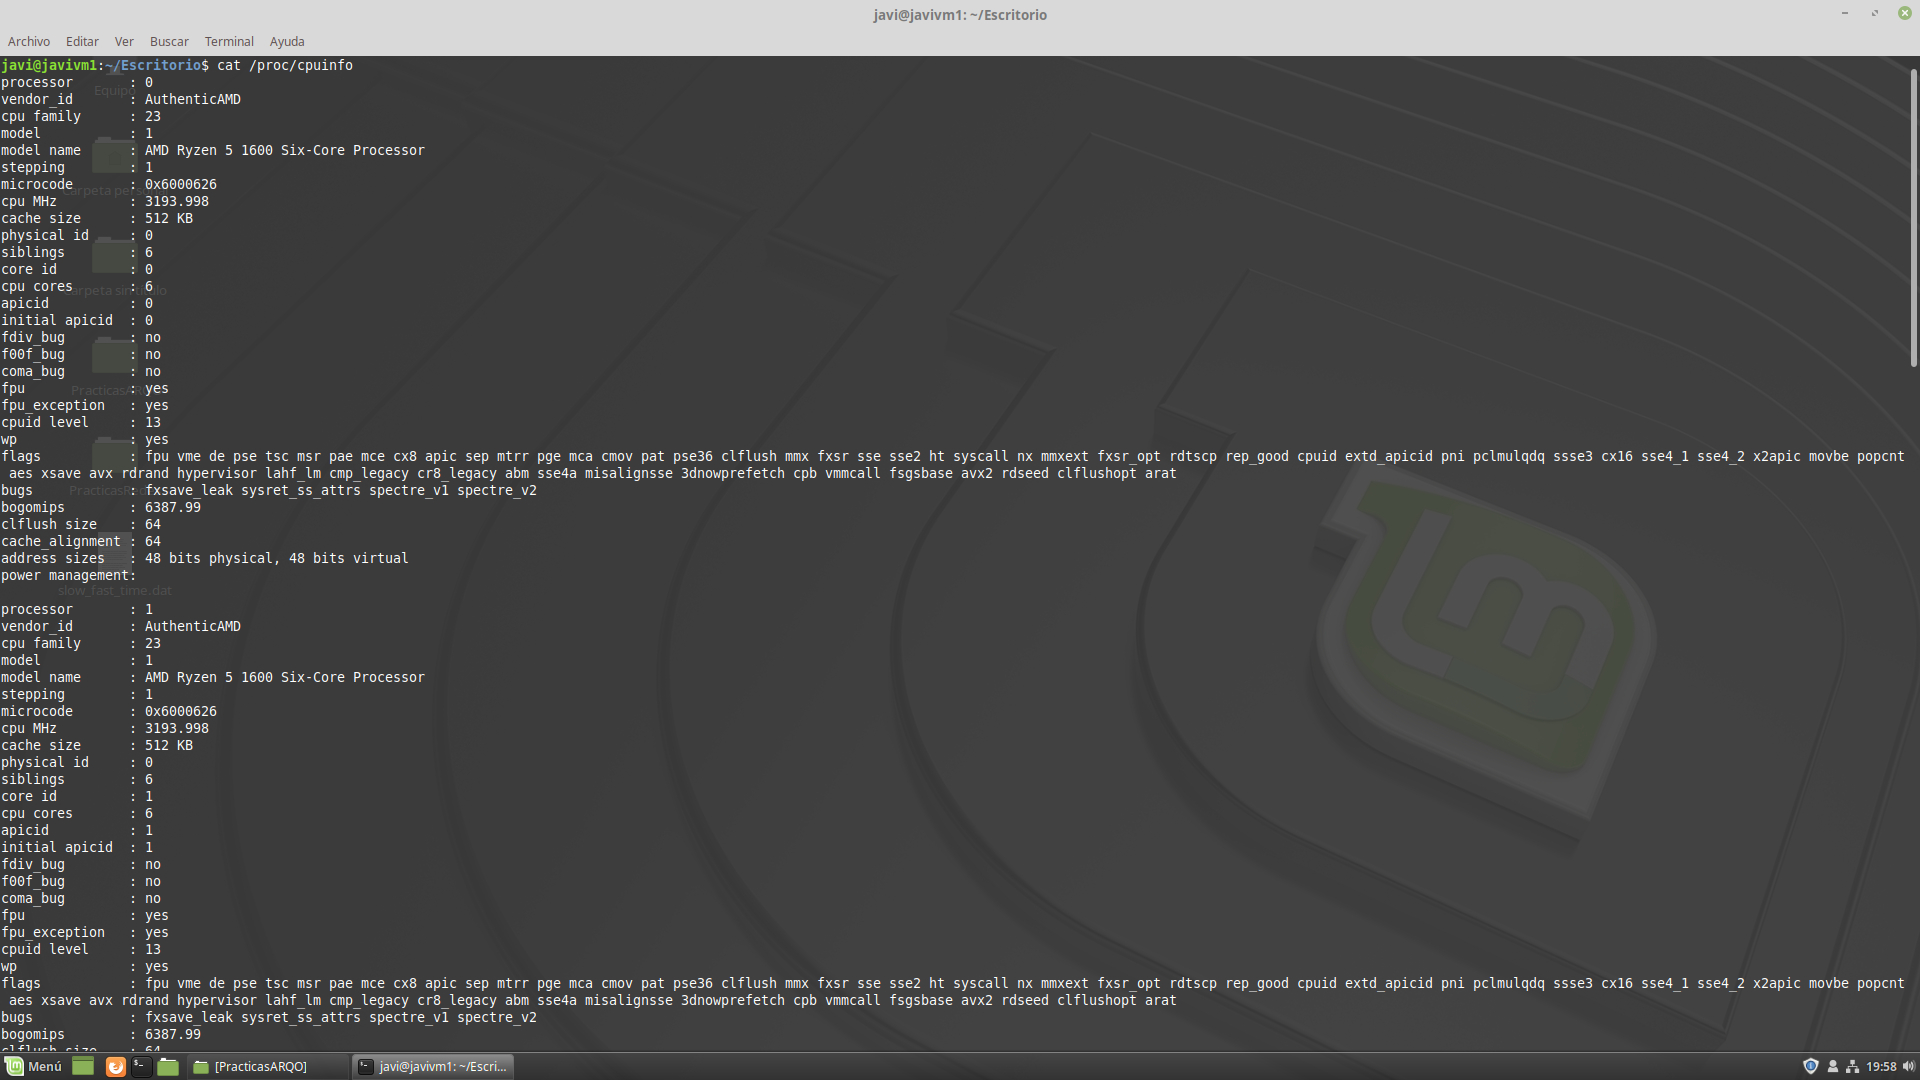 javi@javivm1: ~/Escritorio
Archivo Editar Ver Buscar Terminal Ayuda
javi@javivm1:~/Escritorio$ cat /proc/cpuinfo
processor : 0
vendor_id : AuthenticAMD
cpu family : 23
model : 1
model name : AMD Ryzen 5 1600 Six-Core Processor
stepping : 1
microcode : 0x6000626
cpu MHz : 3193.998
cache size : 512 KB
physical id : 0
siblings : 6
core id : 0
cpu cores : 6
apicid : 0
initial apicid : 0
fdiv_bug : no
f00f_bug : no
coma_bug : no
fpu : yes
fpu_exception : yes
cpuid level : 13
wp : yes
flags : fpu vme de pse tsc msr pae mce cx8 apic sep mtrr pge mca cmov pat pse36 clflush mmx fxsr sse sse2 ht syscall nx mmxext fxsr_opt rdtscp rep_good cpuid extd_apicid pni pclmulqdq ssse3 cx16 sse4_1 sse4_2 x2apic movbe popcnt
aes xsave avx rdrand hypervisor lahf_lm cmp_legacy cr8_legacy abm sse4a misalignsse 3dnowprefetch cpb vmmcall fsgsbase avx2 rdseed clflushopt arat
bugs : fxsave_leak sysret_ss_attrs spectre_v1 spectre_v2
bogomips : 6387.99
clflush size : 64
cache_alignment : 64
address sizes : 48 bits physical, 48 bits virtual
power management:
slow_fast_time.dat
processor : 1
vendor_id : AuthenticAMD
cpu family : 23
model : 1
model name : AMD Ryzen 5 1600 Six-Core Processor
stepping : 1
microcode : 0x6000626
cpu MHz : 3193.998
cache size : 512 KB
physical id : 0
siblings : 6
core id : 1
cpu cores : 6
apicid : 1
initial apicid : 1
fdiv_bug : no
f00f_bug : no
coma_bug : no
fpu : yes
fpu_exception : yes
cpuid level : 13
wp : yes
flags : fpu vme de pse tsc msr pae mce cx8 apic sep mtrr pge mca cmov pat pse36 clflush mmx fxsr sse sse2 ht syscall nx mmxext fxsr_opt rdtscp rep_good cpuid extd_apicid pni pclmulqdq ssse3 cx16 sse4_1 sse4_2 x2apic movbe popcnt
aes xsave avx rdrand hypervisor lahf_lm cmp_legacy cr8_legacy abm sse4a misalignsse 3dnowprefetch cpb vmmcall fsgsbase avx2 rdseed clflushopt arat
bugs : fxsave_leak sysret_ss_attrs spectre_v1 spectre_v2
bogomips : 6387.99
clflush size : 64
Menú [PracticasARQO] javi@javivm1: ~/Escri... 19:58